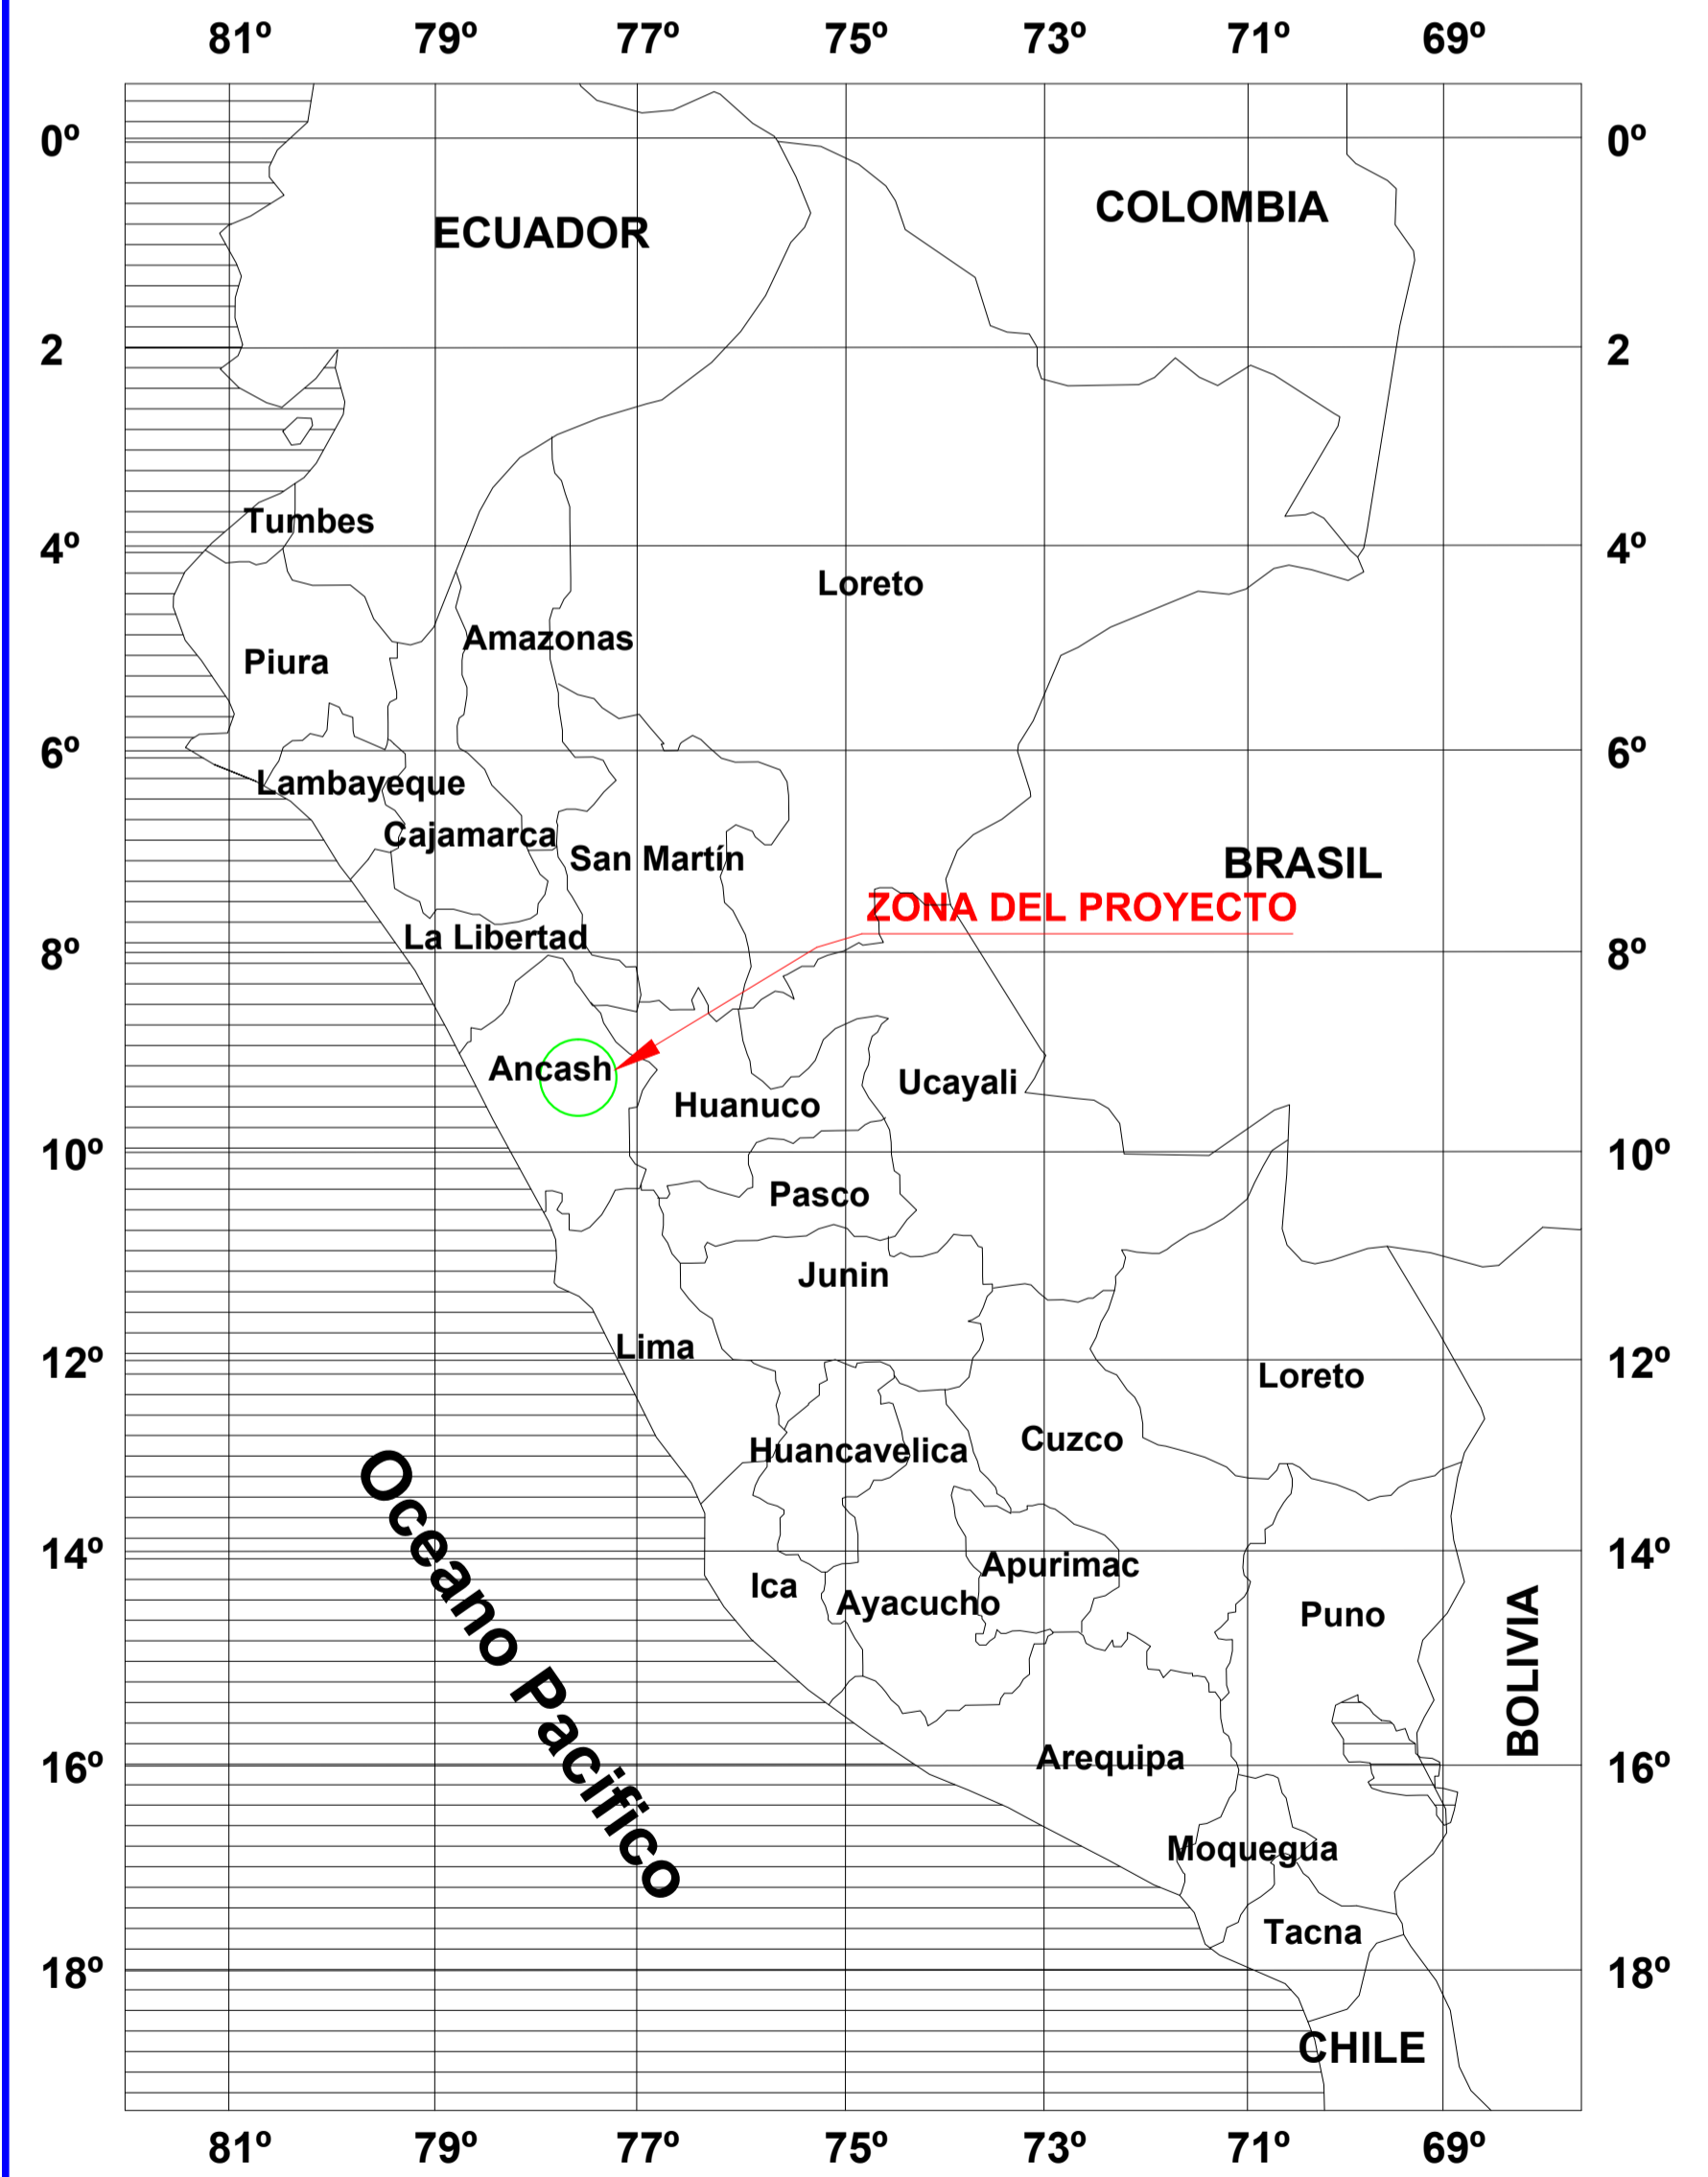 81º 79º 77º 75º 73º 71º 69º
0º 0º
COLOMBIA
ECUADOR
2 2
Tumbes
4º 4º
Loreto
Amazonas
Piura
6º 6º
Lambayeque
Cajamarca
San Martín
BRASIL
ZONA DEL PROYECTO
La Libertad
8º 8º
Ancash
Ucayali
Huanuco
10º 10º
Pasco
Junin
Lima
12º 12º
Loreto
Cuzco
Huancavelica
Oceano Pacifico
14º 14º
Apurimac
Ica
Ayacucho
Puno
BOLIVIA
Arequipa
16º 16º
Moquegua
Tacna
18º 18º
CHILE
81º 79º 77º 75º 73º 71º 69º